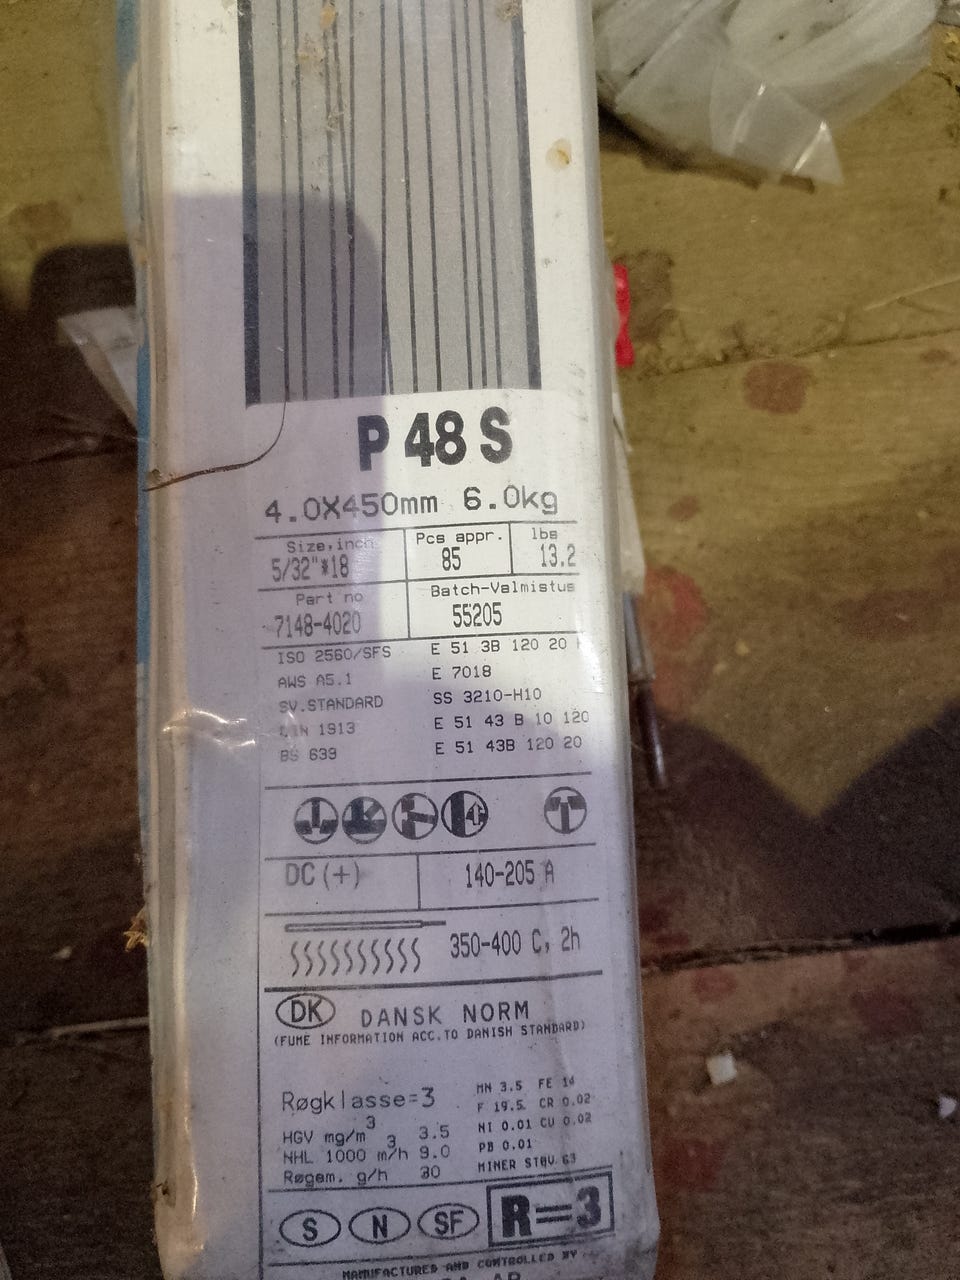 P 48 S
4.0X450mm 6.0kg
Size,inch Pcs appr. lbs
5/32"*18 85 13.2
Part no Batch-Valmistus
7148-4020 55205
ISO 2560/SFS E 51 3B 120 20
AWS A5.1 E 7018
SV.STANDARD SS 3210-H10
DIN 1913 E 51 43 B 10 120
BS 639 E 51 43B 120 20
DC (+) 140-205 A
350-400 C, 2h
DK DANSK NORM
(FUME INFORMATION ACC.TO DANISH STANDARD)
Røgklasse=3
HGV mg/m3 3.5
NHL 1000 m3/h 9.0
Røgem. g/h 30
MN 3.5 FE 14
F 19.5 CR 0.02
NI 0.01 CU 0.02
PB 0.01
MINER STØV 63
S N SF R=3
MANUFACTURED AND CONTROLLED BY